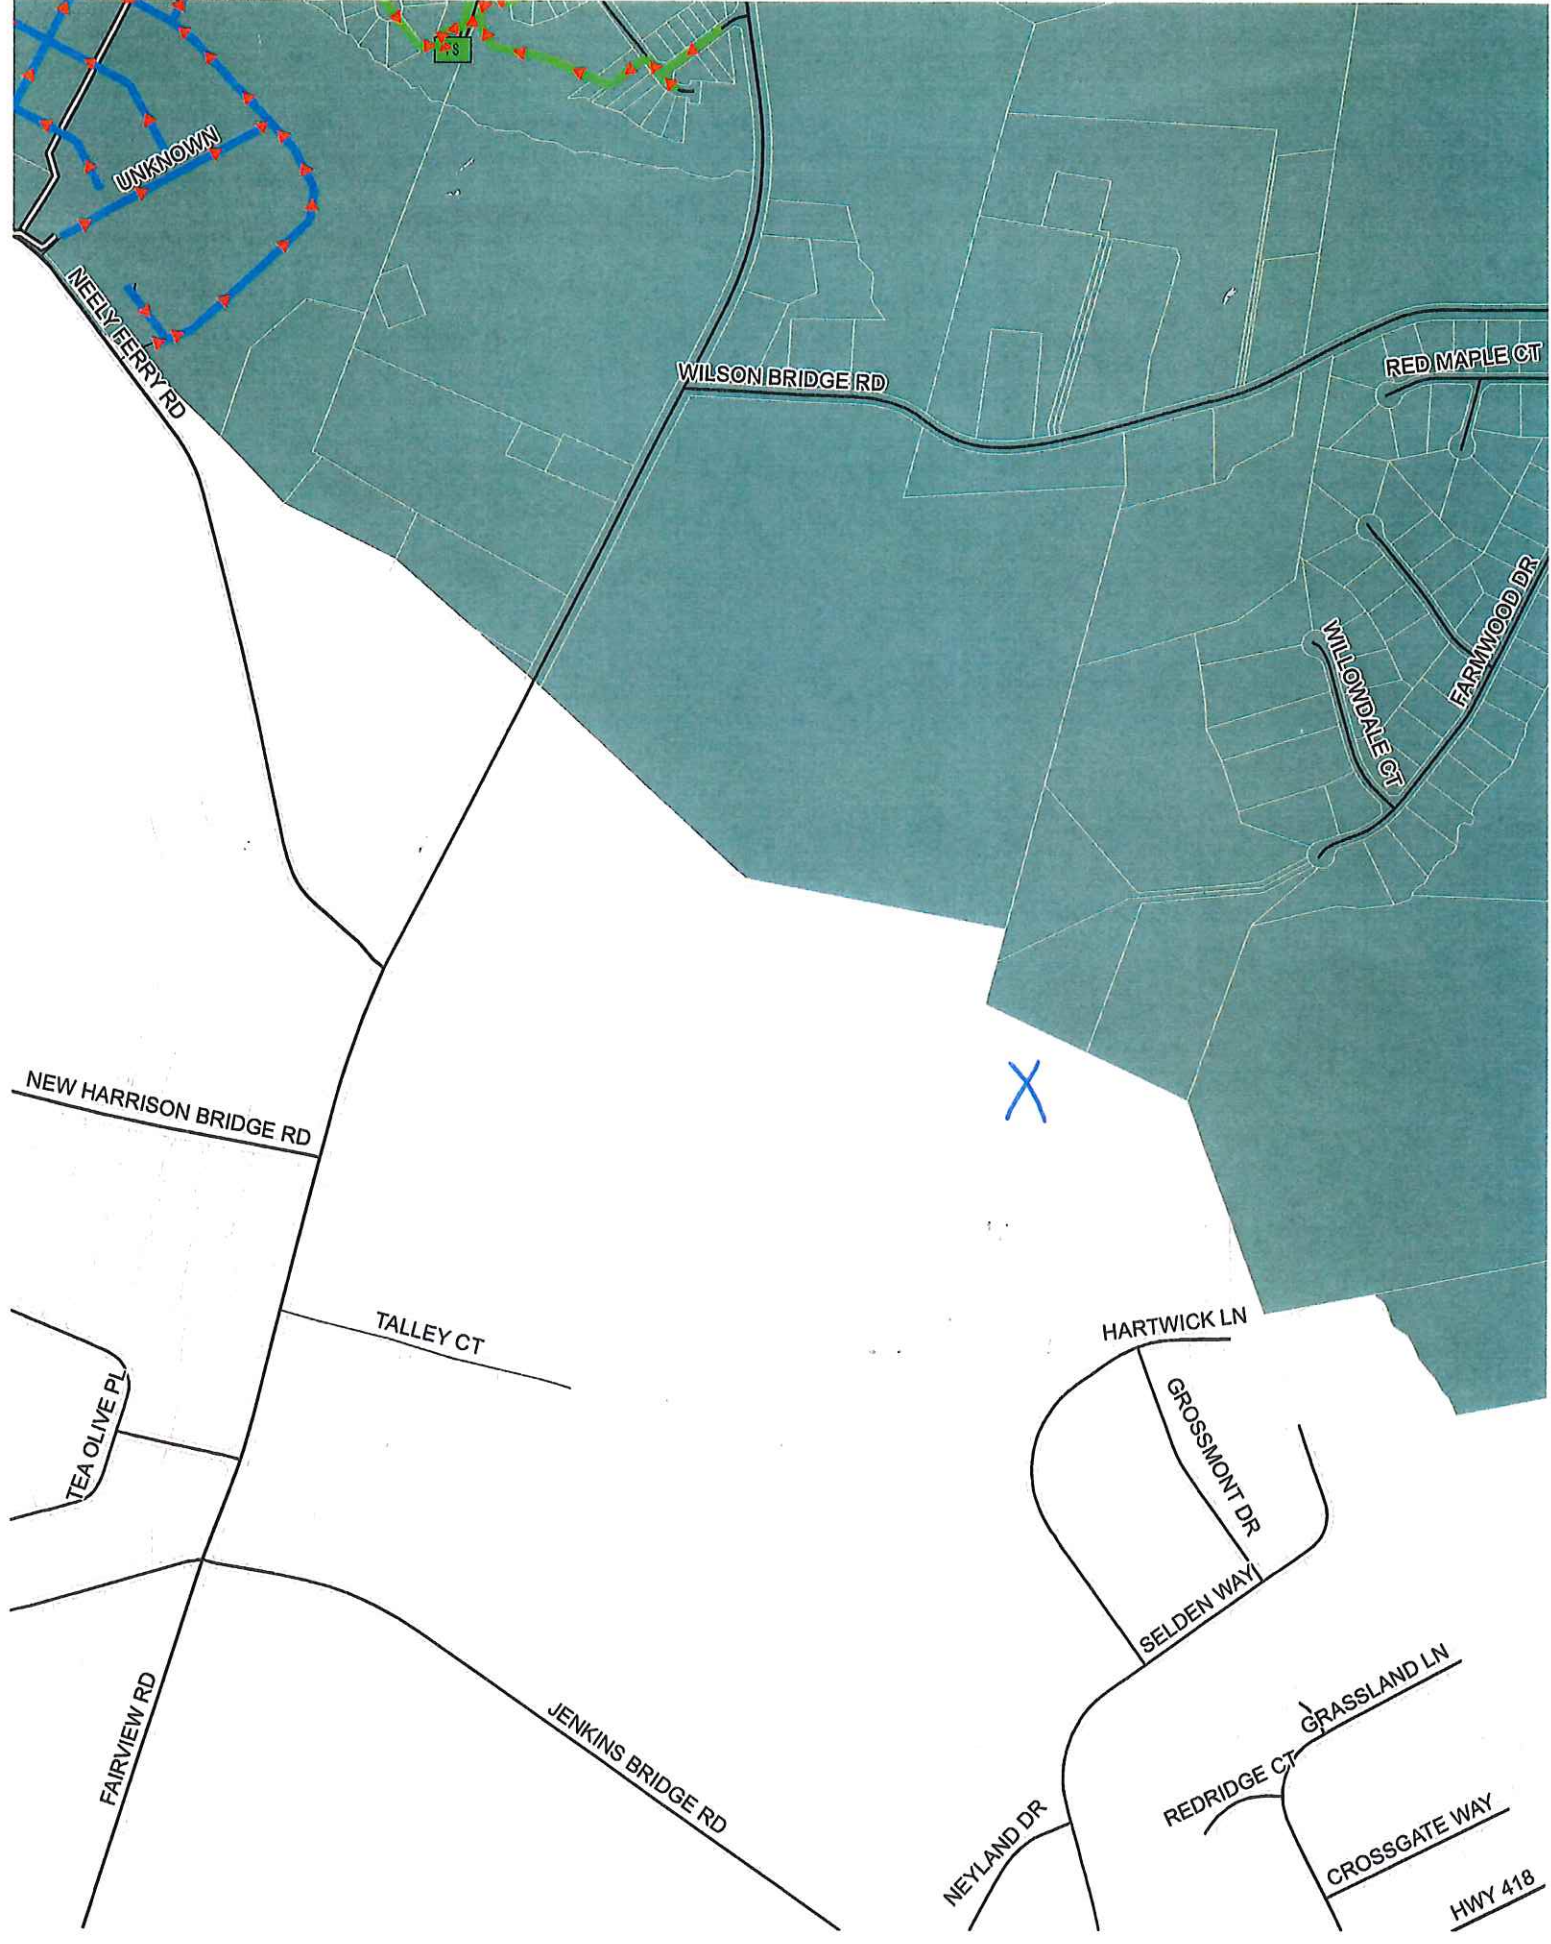 UNKNOWN
NEELY FERRY RD
WILSON BRIDGE RD
RED MAPLE CT
FARMWOOD DR
WILLOWDALE CT
NEW HARRISON BRIDGE RD
X
TALLEY CT
HARTWICK LN
TEA OLIVE PL
GROSSMONT DR
SELDEN WAY
FAIRVIEW RD
JENKINS BRIDGE RD
GRASSLAND LN
REDRIDGE CT
NEYLAND DR
CROSSGATE WAY
HWY 418